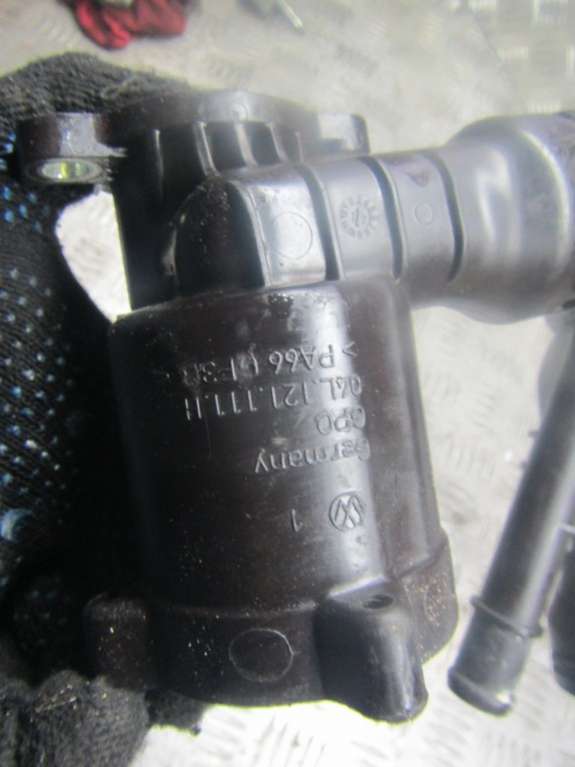 >PA66
04L.121.111.H
GPO
Germany
1